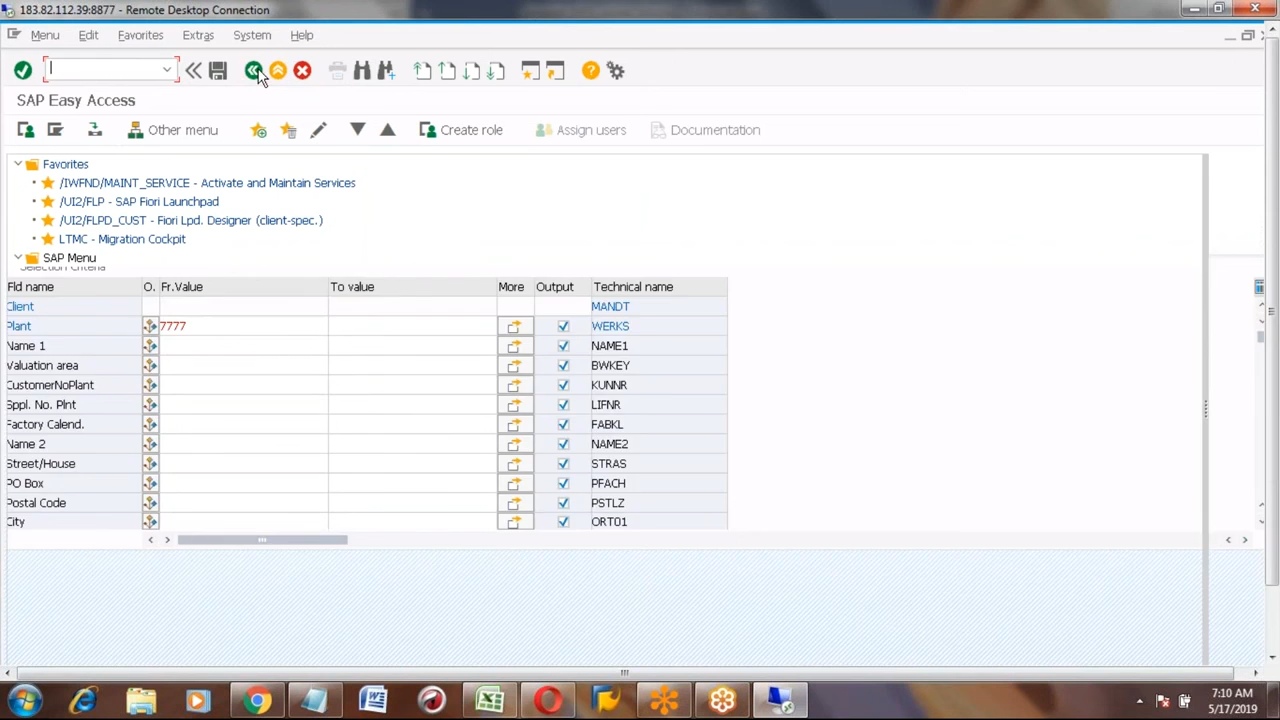 183.82.112.39:8877 - Remote Desktop Connection
Menu Edit Favorites Extras System Help
SAP Easy Access
Other menu Create role Assign users Documentation
Favorites
/IWFND/MAINT_SERVICE - Activate and Maintain Services
/UI2/FLP - SAP Fiori Launchpad
/UI2/FLPD_CUST - Fiori Lpd. Designer (client-spec.)
LTMC - Migration Cockpit
SAP Menu
Selection Criteria
Fld name O. Fr.Value To value More Output Technical name
Client MANDT
Plant 7777 WERKS
Name 1 NAME1
Valuation area BWKEY
CustomerNoPlant KUNNR
Sppl. No. Plnt LIFNR
Factory Calend. FABKL
Name 2 NAME2
Street/House STRAS
PO Box PFACH
Postal Code PSTLZ
City ORT01
7:10 AM
5/17/2019